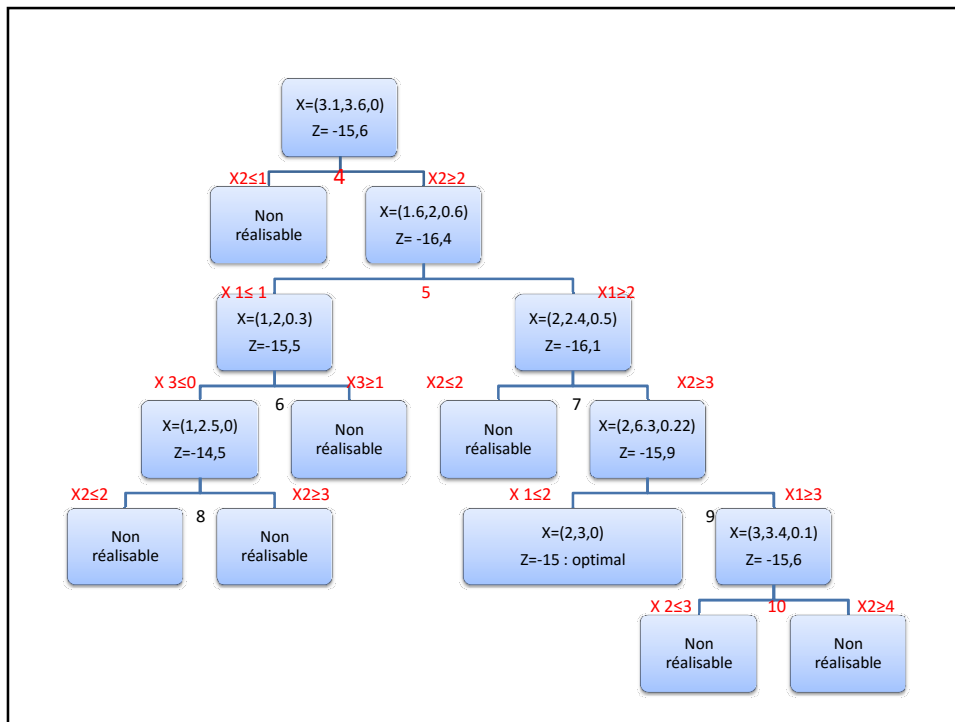 X=(3.1,3.6,0)
Z= -15,6
X2≤1
4
X2≥2
Non
réalisable
X=(1.6,2,0.6)
Z= -16,4
X 1≤ 1
5
X1≥2
X=(1,2,0.3)
Z=-15,5
X=(2,2.4,0.5)
Z= -16,1
X 3≤0
6
X3≥1
X2≤2
7
X2≥3
X=(1,2.5,0)
Z=-14,5
Non
réalisable
Non
réalisable
X=(2,6.3,0.22)
Z= -15,9
X2≤2
8
X2≥3
X 1≤2
9
X1≥3
Non
réalisable
Non
réalisable
X=(2,3,0)
Z=-15 : optimal
X=(3,3.4,0.1)
Z= -15,6
X 2≤3
10
X2≥4
Non
réalisable
Non
réalisable